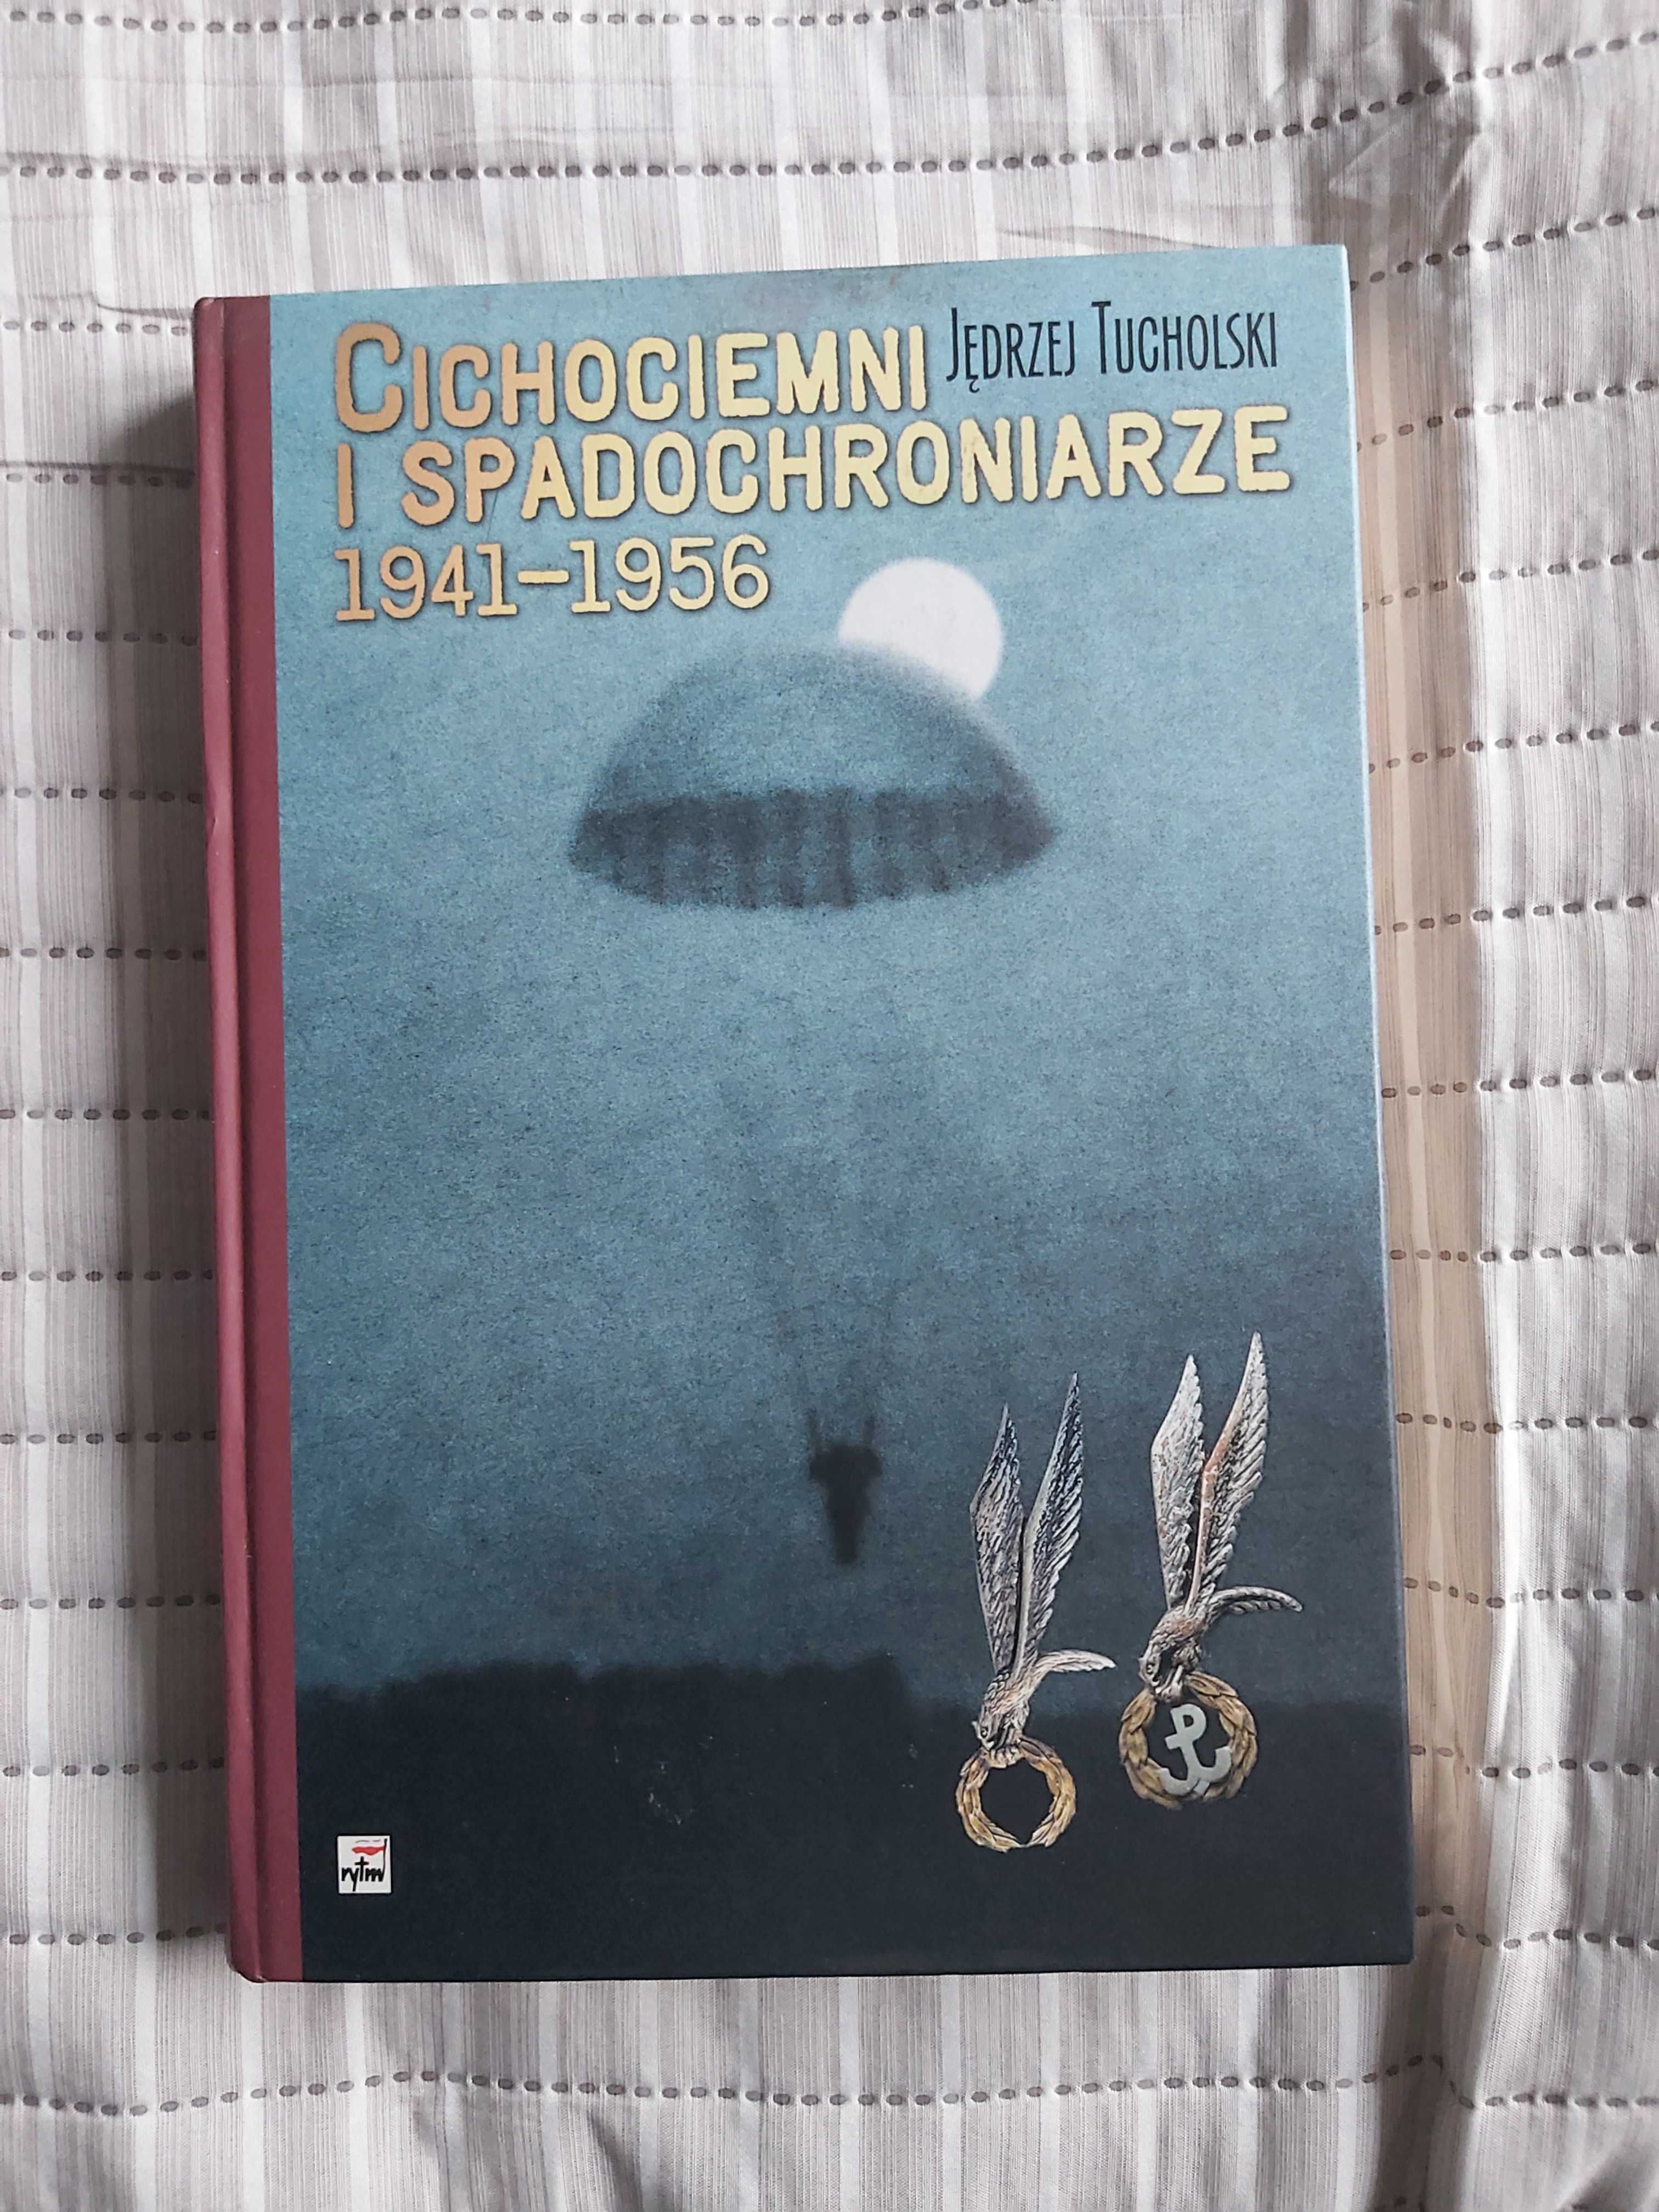 CICHOCIEMNI JĘDRZEJ TUCHOLSKI
I SPADOCHRONIARZE
1941–1956
rytm